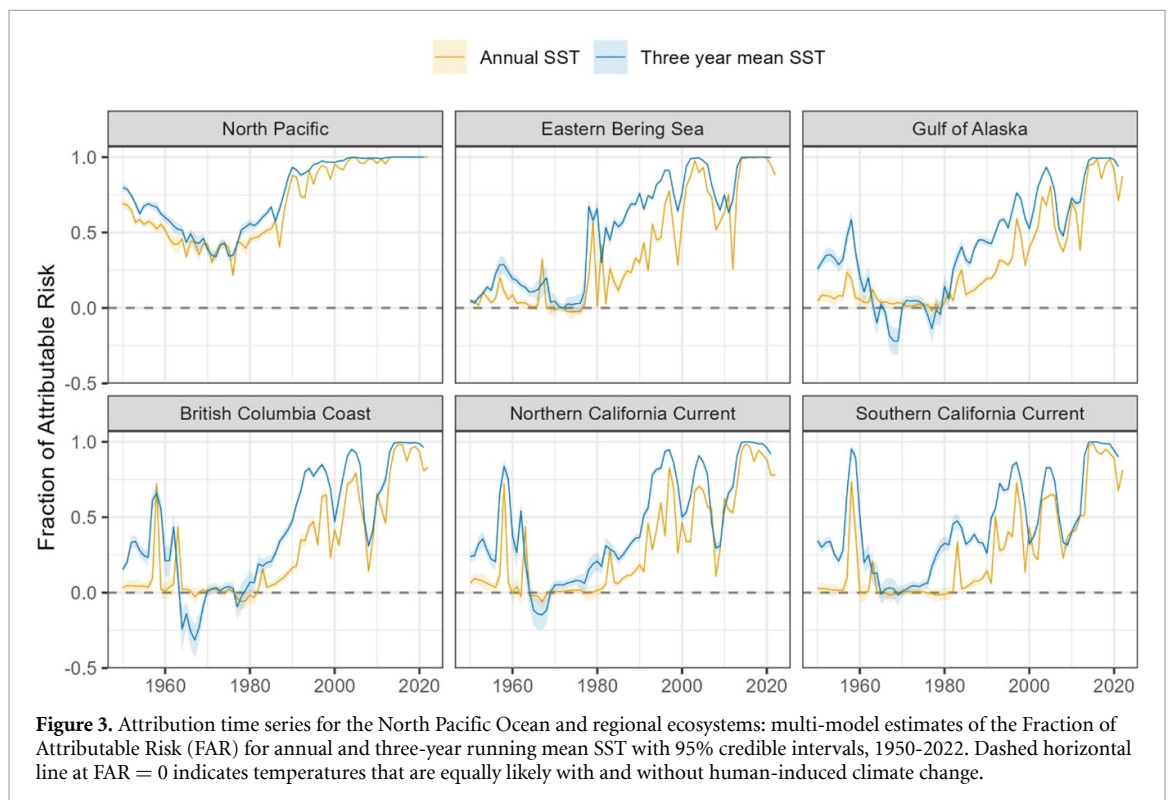 Annual SST Three year mean SST
North Pacific Eastern Bering Sea Gulf of Alaska
1.0
0.5
0.0
-0.5
Fraction of Attributable Risk
British Columbia Coast Northern California Current Southern California Current
1.0
0.5
0.0
-0.5
1960 1980 2000 2020 1960 1980 2000 2020 1960 1980 2000 2020
Figure 3. Attribution time series for the North Pacific Ocean and regional ecosystems: multi-model estimates of the Fraction of
Attributable Risk (FAR) for annual and three-year running mean SST with 95% credible intervals, 1950-2022. Dashed horizontal
line at FAR = 0 indicates temperatures that are equally likely with and without human-induced climate change.